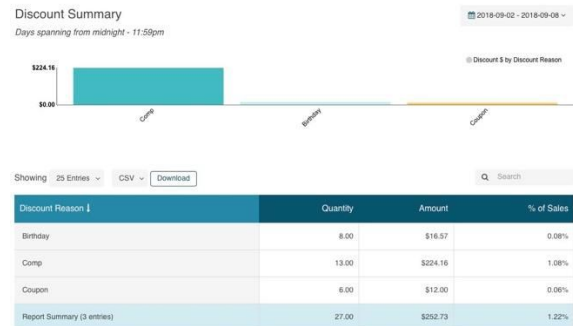 Discount Summary
2018-09-02 - 2018-09-08
Days spanning from midnight - 11:59pm
Discount $ by Discount Reason
$224.16
$0.00
Comp
Birthday
Coupon
Showing 25 Entries CSV Download Search
Discount Reason Quantity Amount % of Sales
Birthday 8.00 $16.57 0.08%
Comp 13.00 $224.16 1.08%
Coupon 6.00 $12.00 0.06%
Report Summary (3 entries) 27.00 $252.73 1.22%